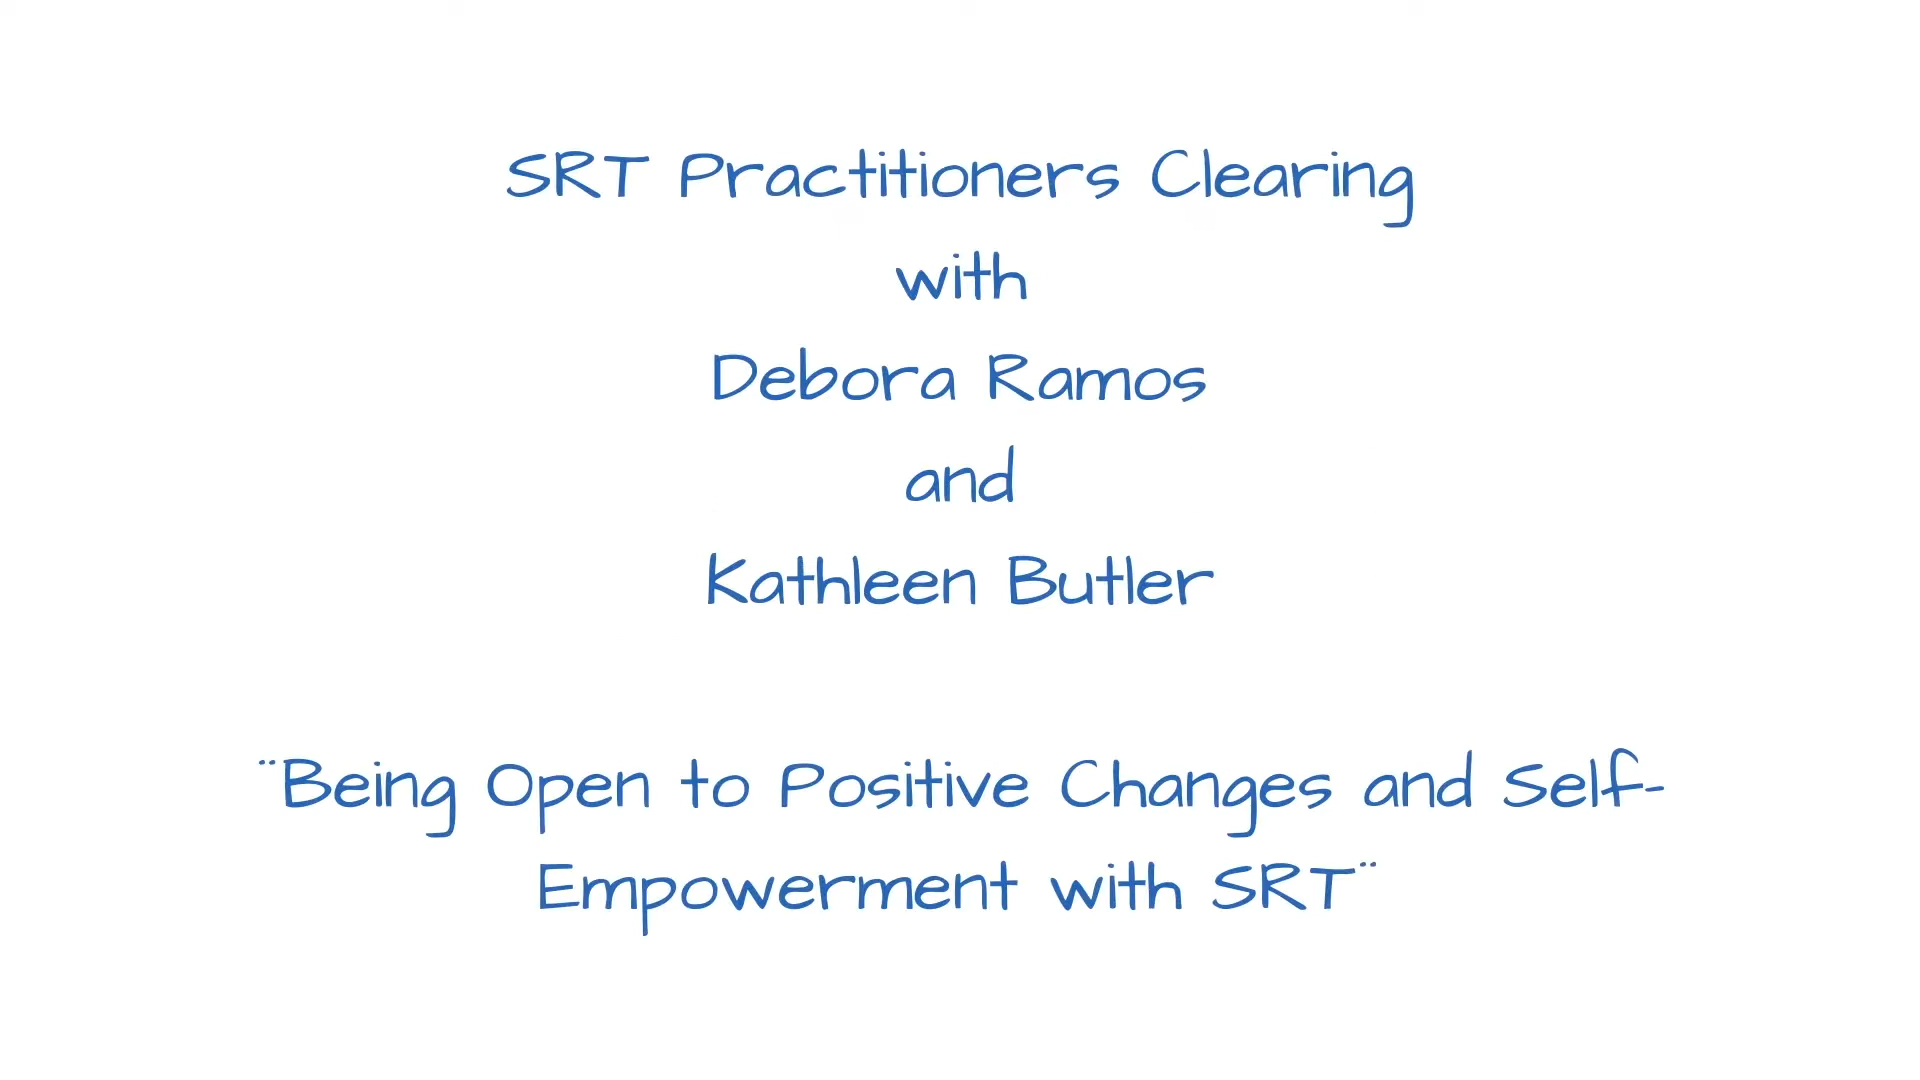 SRT Practitioners Clearing
with
Debora Ramos
and
Kathleen Butler
¨Being Open to Positive Changes and Self-
Empowerment with SRT¨